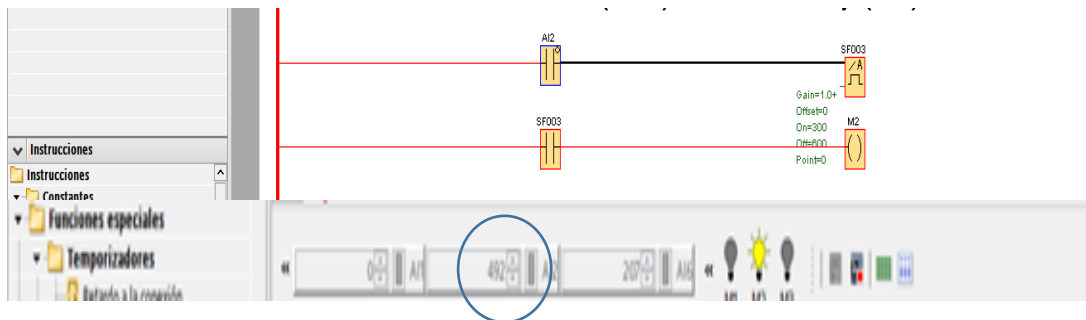 AI2
SF003
Gain=1.0+
Offset=0
On=300
Off=600
Point=0
SF003
M2
Instrucciones
Instrucciones
Constantes
Funciones especiales
Temporizadores
Retardo a la conexión
« 0 AI1 492 AI2 207 AI6 «
M1 M2 M3